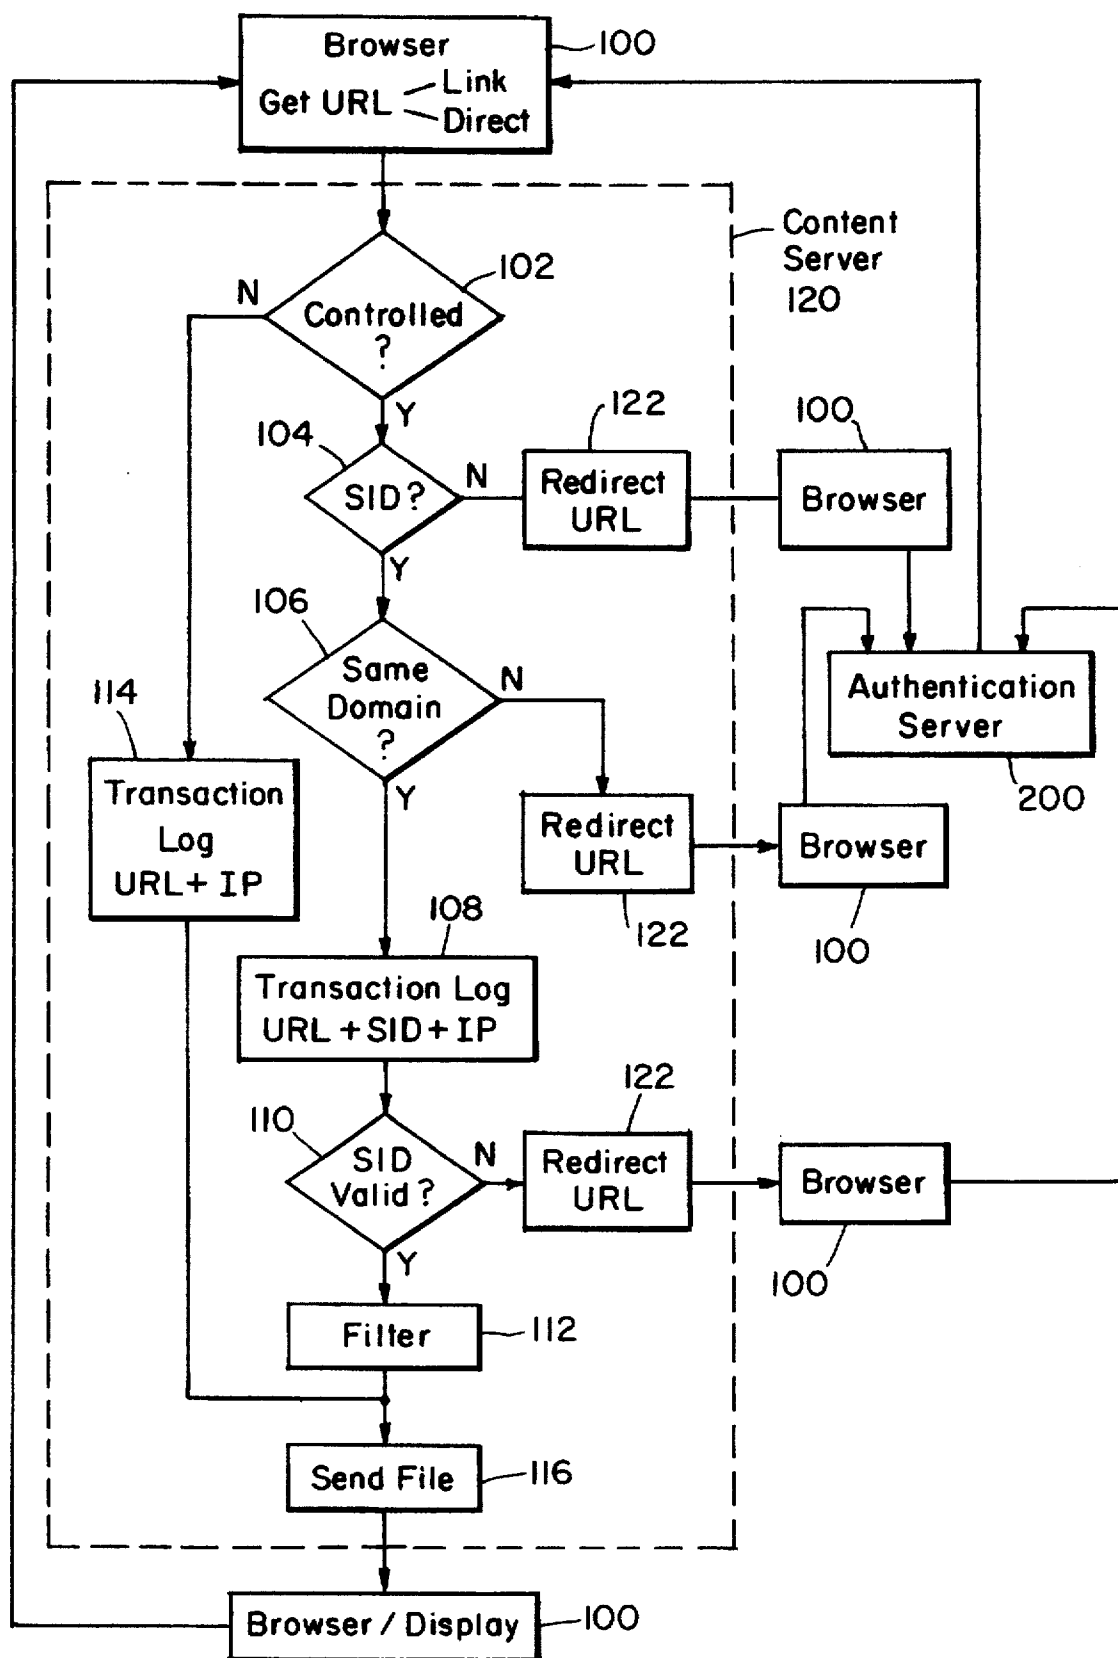 Browser
100
Get URL
Link
Direct
Content
Server
120
102
N
Controlled
?
Y
104
SID?
N
122
Redirect
URL
100
Browser
Y
106
Same
Domain
?
N
Authentication
Server
200
114
Transaction
Log
URL+ IP
Y
Redirect
URL
122
Browser
100
108
Transaction Log
URL + SID + IP
110
SID
Valid ?
N
122
Redirect
URL
Browser
100
Y
Filter
112
Send File
116
Browser / Display
100